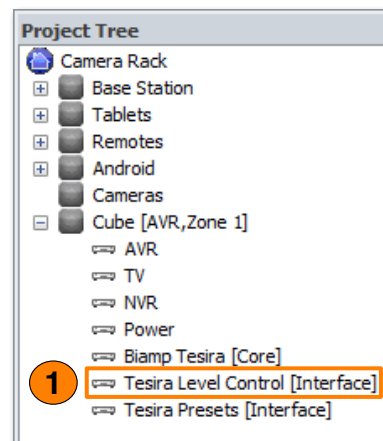 Project Tree
Camera Rack
Base Station
Tablets
Remotes
Android
Cameras
Cube [AVR,Zone 1]
AVR
TV
NVR
Power
Biamp Tesira [Core]
1 Tesira Level Control [Interface]
Tesira Presets [Interface]